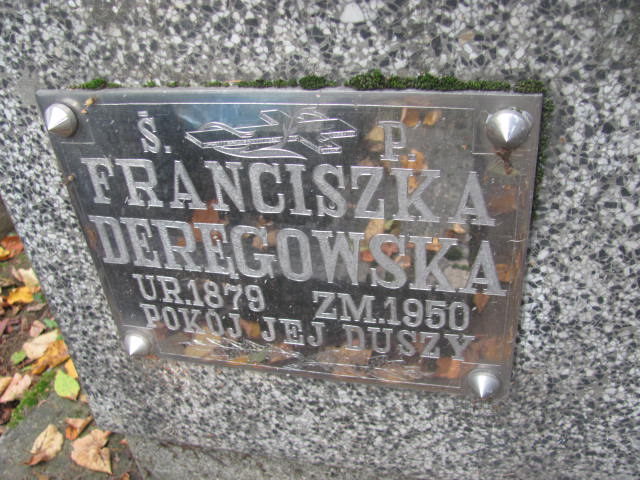 Ś. P.
FRANCISZKA
DERĘGOWSKA
UR.1879 ZM.1950
POKÓJ JEJ DUSZY